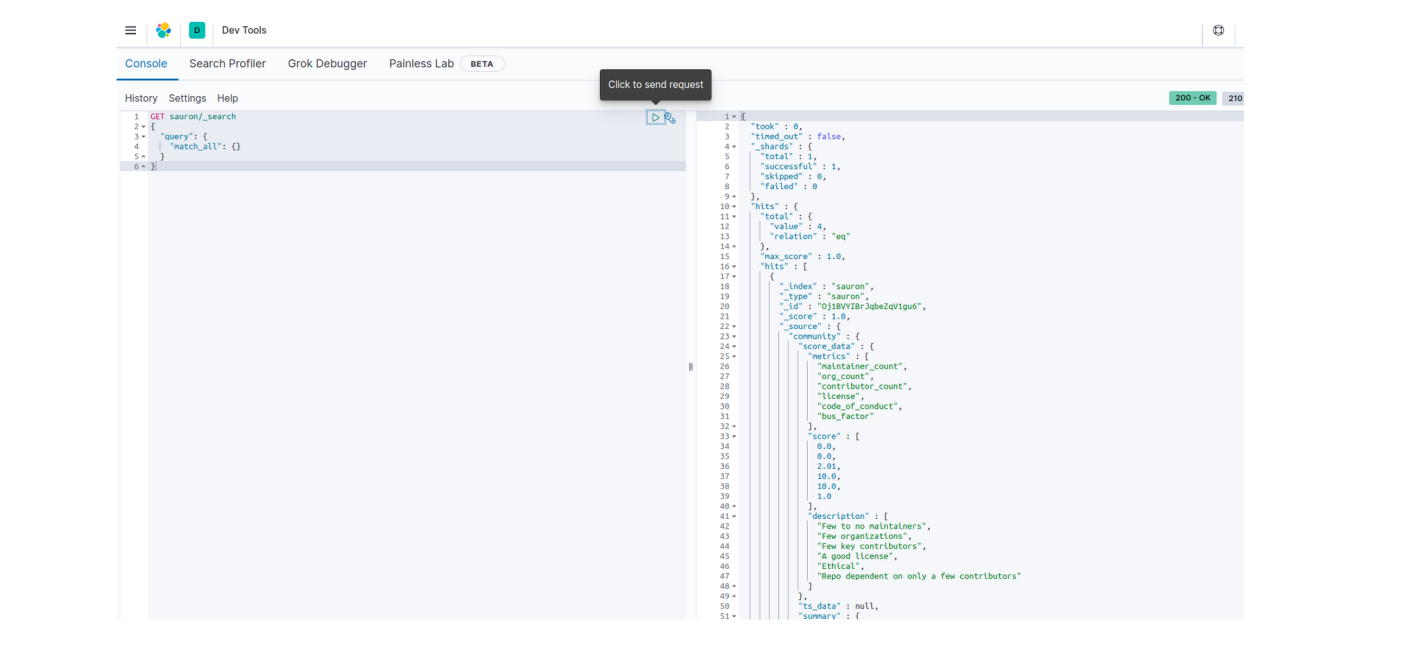 D Dev Tools
Console Search Profiler Grok Debugger Painless Lab BETA
Click to send request
History Settings Help
200 - OK 210
1 GET sauron/_search
2 {
3 "query": {
4 "match_all": {}
5 }
6 }
1 {
2 "took" : 0,
3 "timed_out" : false,
4 "_shards" : {
5 "total" : 1,
6 "successful" : 1,
7 "skipped" : 0,
8 "failed" : 0
9 },
10 "hits" : {
11 "total" : {
12 "value" : 4,
13 "relation" : "eq"
14 },
15 "max_score" : 1.0,
16 "hits" : [
17 {
18 "_index" : "sauron",
19 "_type" : "sauron",
20 "_id" : "Oj1BVYIBrJqbeZqV1gu6",
21 "_score" : 1.0,
22 "_source" : {
23 "community" : {
24 "score_data" : {
25 "metrics" : [
26 "maintainer_count",
27 "org_count",
28 "contributor_count",
29 "license",
30 "code_of_conduct",
31 "bus_factor"
32 ],
33 "score" : [
34 0.0,
35 0.0,
36 2.01,
37 10.0,
38 10.0,
39 1.0
40 ],
41 "description" : [
42 "Few to no maintainers",
43 "Few organizations",
44 "Few key contributors",
45 "A good license",
46 "Ethical",
47 "Repo dependent on only a few contributors"
48 ]
49 },
50 "ts_data" : null,
51 "summary" : {